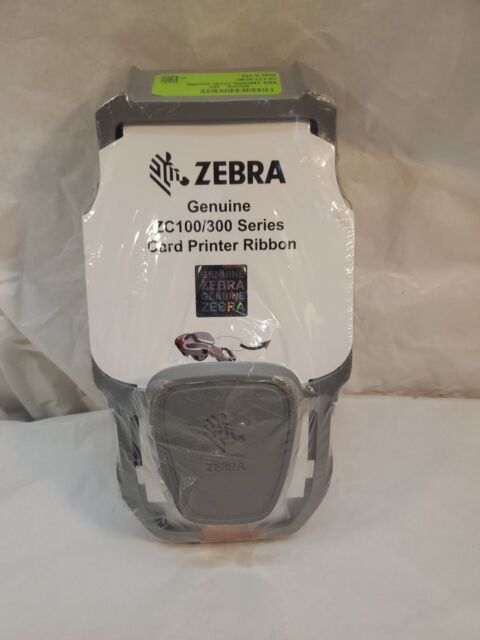 ZEBRA
Genuine
ZC100/300 Series
Card Printer Ribbon
GENUINE
ZEBRA
GENUINE
ZEBRA
ZEBRA